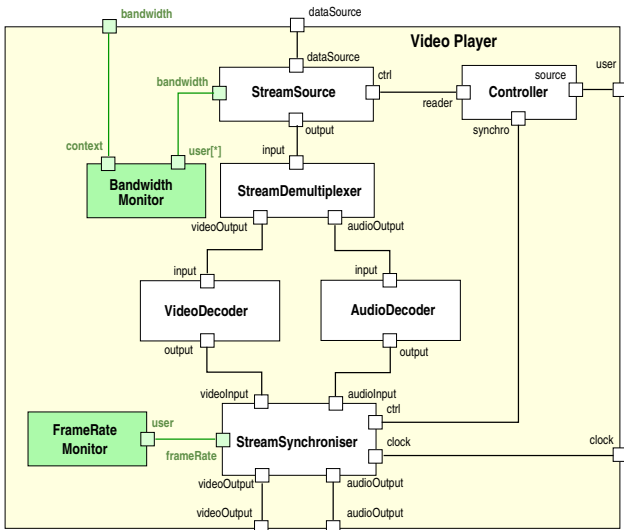 bandwidth
dataSource
Video Player
dataSource
bandwidth
StreamSource
ctrl
reader
Controller
source
user
output
synchro
context
user[*]
input
Bandwidth
Monitor
StreamDemultiplexer
videoOutput
audioOutput
input
input
VideoDecoder
AudioDecoder
output
output
videoInput
audioInput
ctrl
FrameRate
Monitor
user
frameRate
StreamSynchroniser
clock
clock
videoOutput
audioOutput
videoOutput
audioOutput